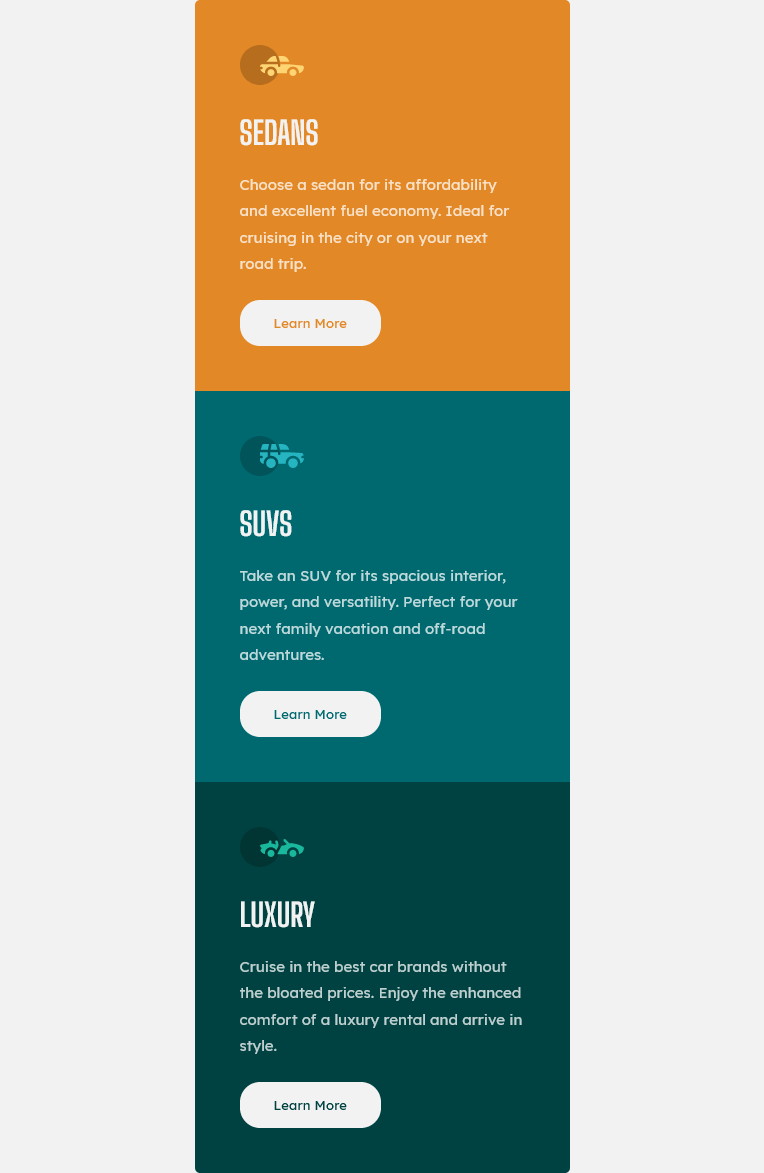 SEDANS
Choose a sedan for its affordability
and excellent fuel economy. Ideal for
cruising in the city or on your next
road trip.
Learn More
SUVS
Take an SUV for its spacious interior,
power, and versatility. Perfect for your
next family vacation and off-road
adventures.
Learn More
LUXURY
Cruise in the best car brands without
the bloated prices. Enjoy the enhanced
comfort of a luxury rental and arrive in
style.
Learn More